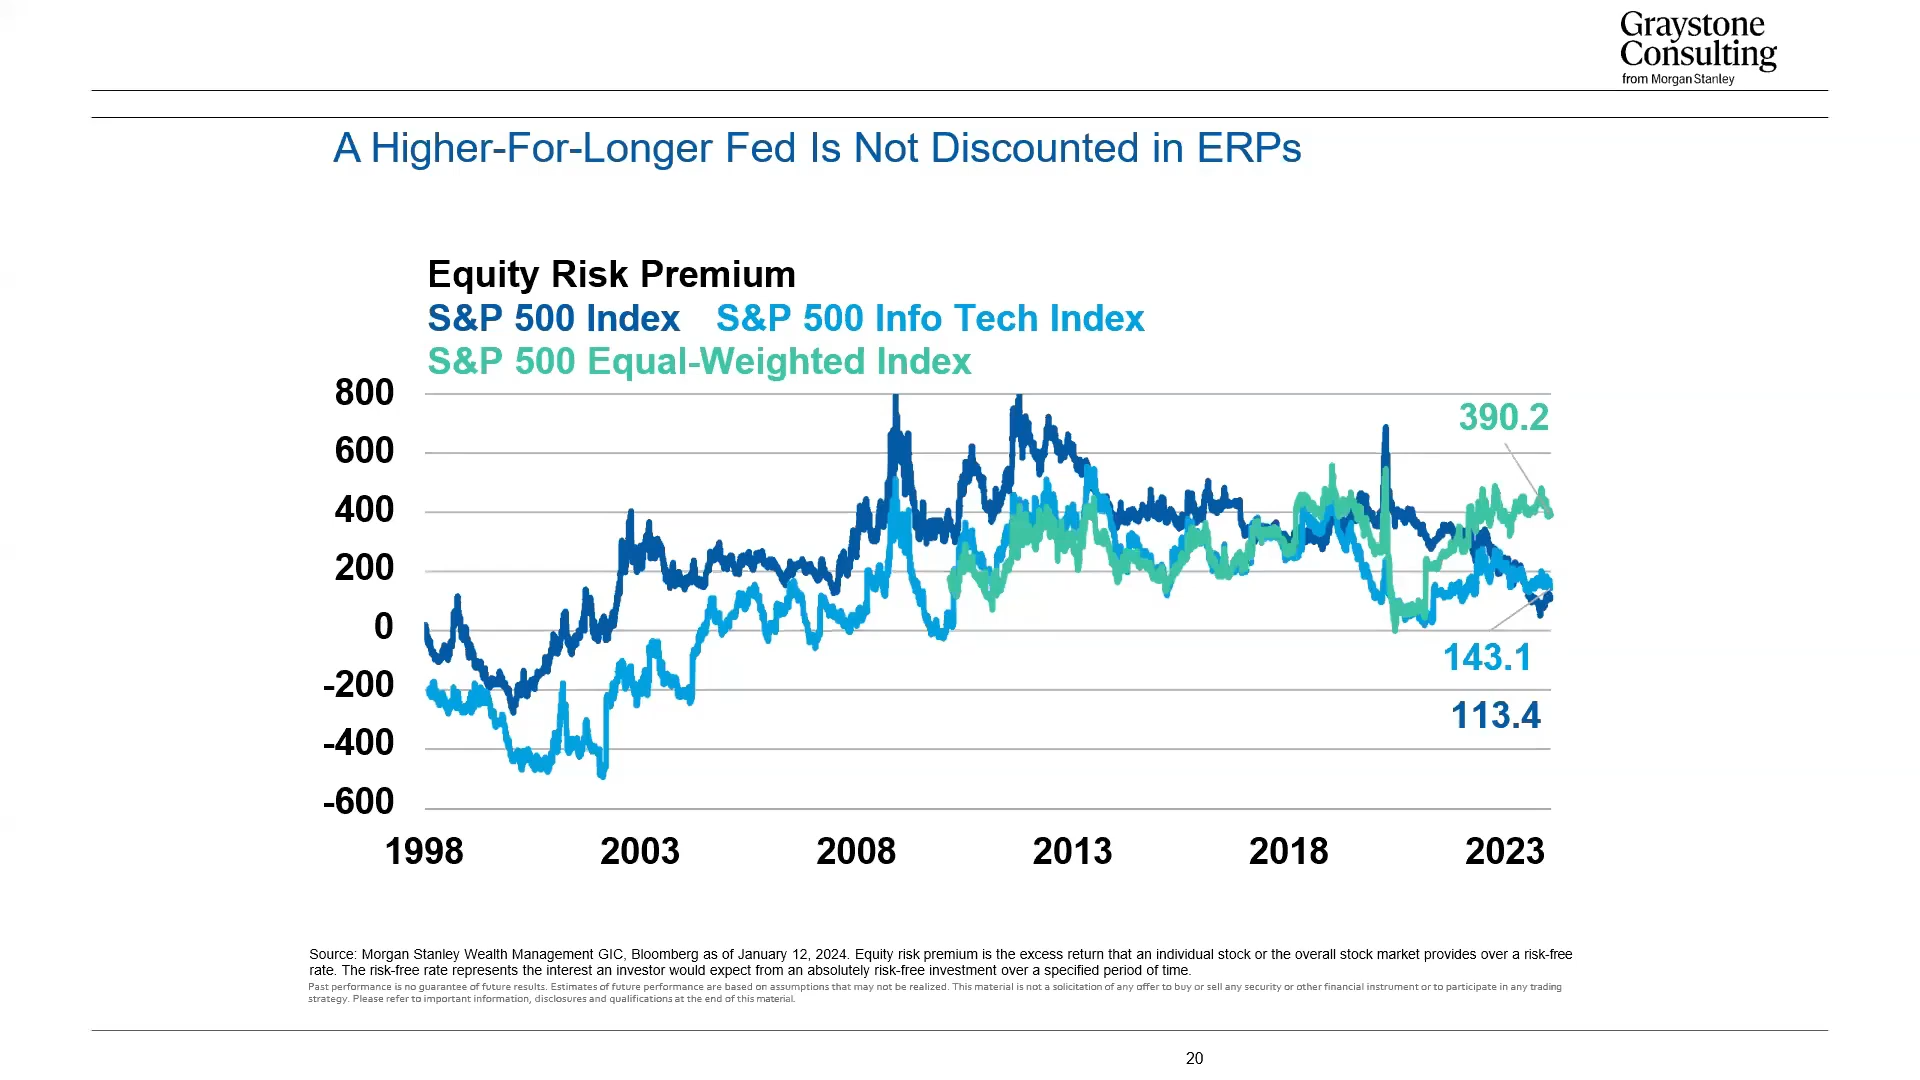 Graystone
Consulting
from Morgan Stanley
A Higher-For-Longer Fed Is Not Discounted in ERPs
Equity Risk Premium
S&P 500 Index S&P 500 Info Tech Index
S&P 500 Equal-Weighted Index
800
600
400
200
0
-200
-400
-600
390.2
143.1
113.4
1998 2003 2008 2013 2018 2023
Source: Morgan Stanley Wealth Management GIC, Bloomberg as of January 12, 2024. Equity risk premium is the excess return that an individual stock or the overall stock market provides over a risk-free
rate. The risk-free rate represents the interest an investor would expect from an absolutely risk-free investment over a specified period of time.
Past performance is no guarantee of future results. Estimates of future performance are based on assumptions that may not be realized. This material is not a solicitation of any offer to buy or sell any security or other financial instrument or to participate in any trading
strategy. Please refer to important information, disclosures and qualifications at the end of this material.
20